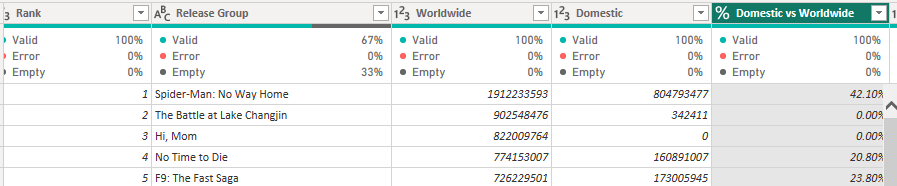 1²3 Rank ABC Release Group 1²3 Worldwide 1²3 Domestic % Domestic vs Worldwide
Valid 100% Valid 67% Valid 100% Valid 100% Valid 100%
Error 0% Error 0% Error 0% Error 0% Error 0%
Empty 0% Empty 33% Empty 0% Empty 0% Empty 0%
1 Spider-Man: No Way Home 1912233593 804793477 42.10%
2 The Battle at Lake Changjin 902548476 342411 0.00%
3 Hi, Mom 822009764 0 0.00%
4 No Time to Die 774153007 160891007 20.80%
5 F9: The Fast Saga 726229501 173005945 23.80%